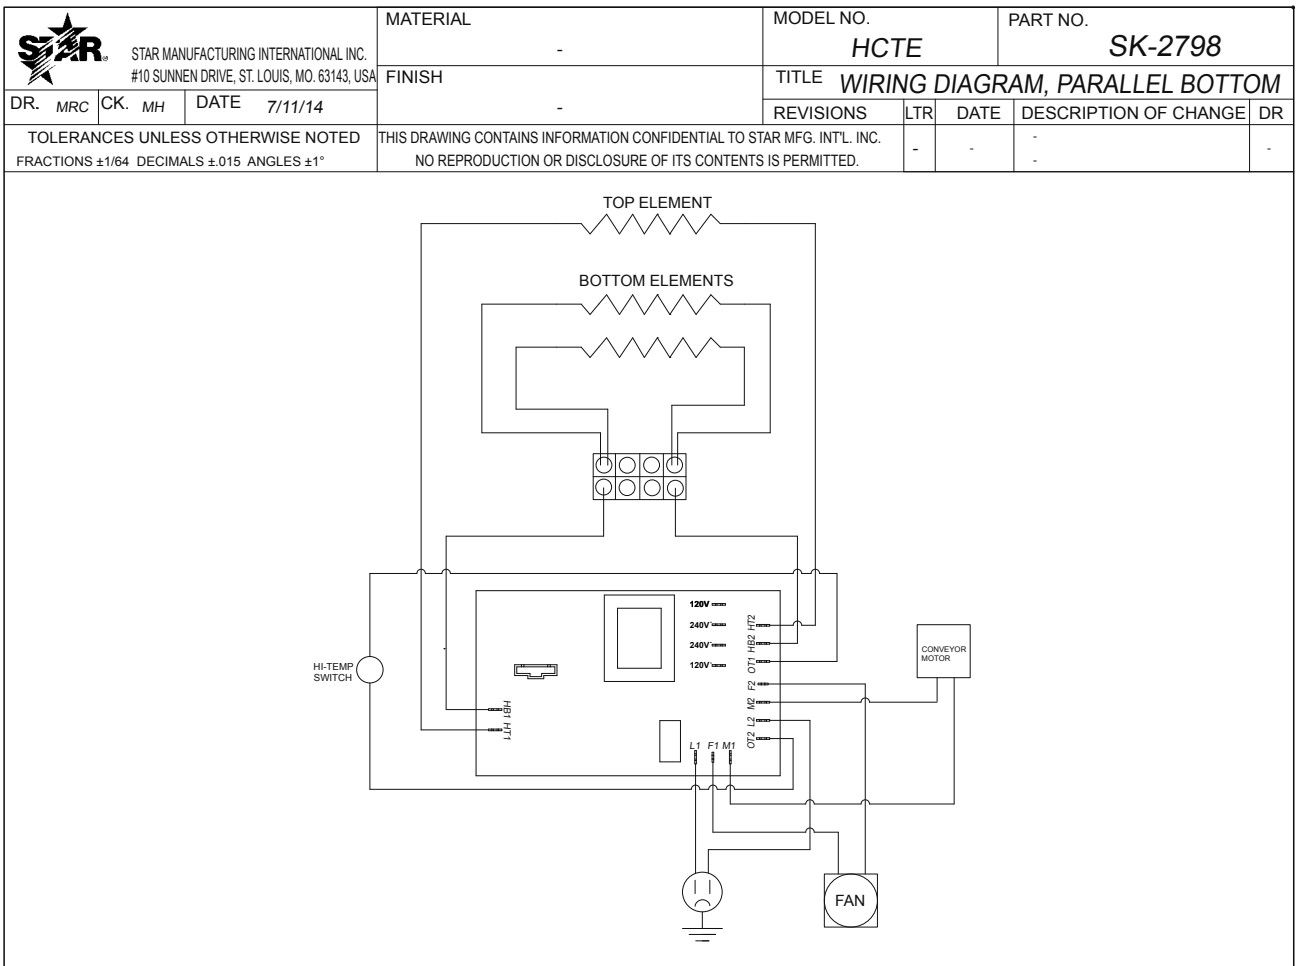 STAR®
STAR MANUFACTURING INTERNATIONAL INC.
#10 SUNNEN DRIVE, ST. LOUIS, MO. 63143, USA
MATERIAL
-
MODEL NO.
HCTE
PART NO.
SK-2798
FINISH
-
TITLE WIRING DIAGRAM, PARALLEL BOTTOM
DR. MRC CK. MH DATE 7/11/14
REVISIONS LTR DATE DESCRIPTION OF CHANGE DR
TOLERANCES UNLESS OTHERWISE NOTED
FRACTIONS ±1/64 DECIMALS ±.015 ANGLES ±1°
THIS DRAWING CONTAINS INFORMATION CONFIDENTIAL TO STAR MFG. INT'L. INC.
NO REPRODUCTION OR DISCLOSURE OF ITS CONTENTS IS PERMITTED.
- - - -
-
TOP ELEMENT
BOTTOM ELEMENTS
120V
240V
240V
120V
HT2
HB2
OT1
F2
M2
L2
OT2
HB1
HT1
L1 F1 M1
HI-TEMP
SWITCH
CONVEYOR
MOTOR
FAN